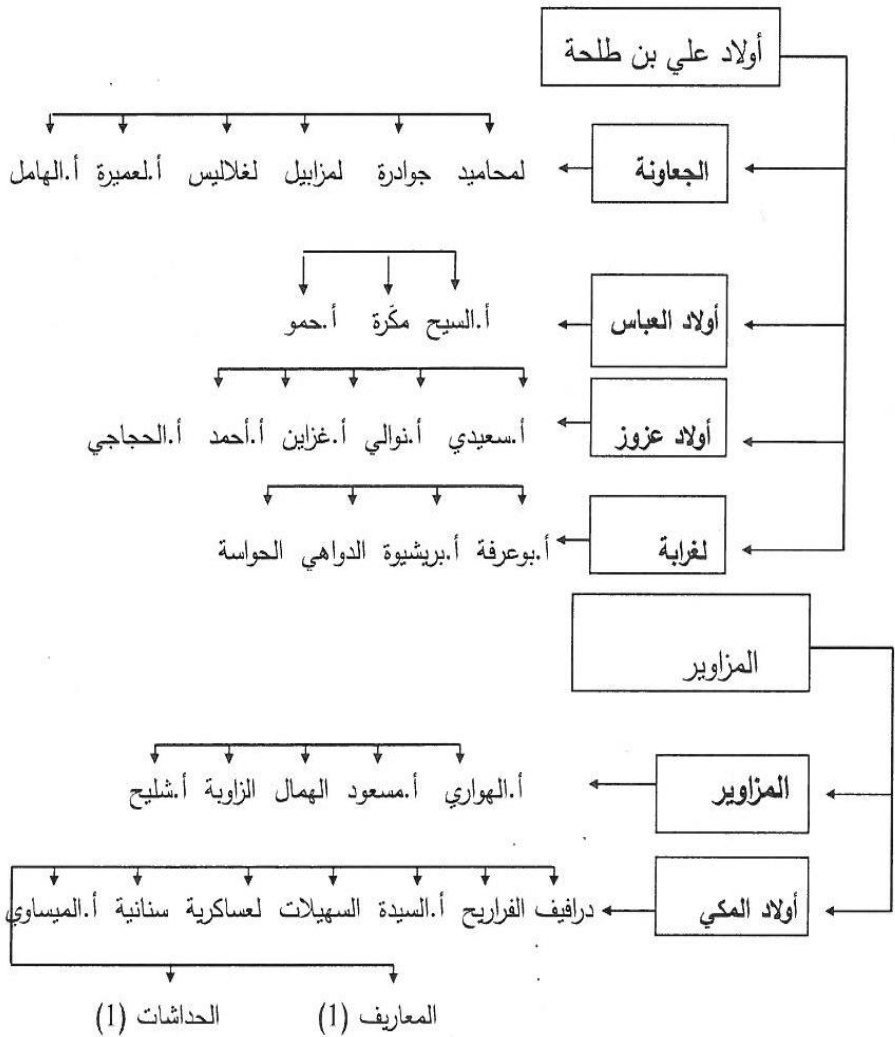 أولاد علي بن طلحة
الجعاونة
لمحاميد جوادرة لمزابيل لغلاليس أ.لعميرة أ.الهامل
أولاد العباس
أ.السيح مكّرة أ.حمو
أولاد عزوز
أ.سعيدي أ.نوالي أ.غزاين أ.أحمد أ.الحجاجي
لغرابة
أ.بوعرفة أ.بريشيوة الدواهي الحواسة
المزاوير
المزاوير
أ.الهواري أ.مسعود الهمال الزاوية أ.شليح
أولاد المكي
درافيف الفراريح أ.السيدة السهيلات لعساكرية سنانية أ.الميساوي
المعاريف (1) الحداشات (1)